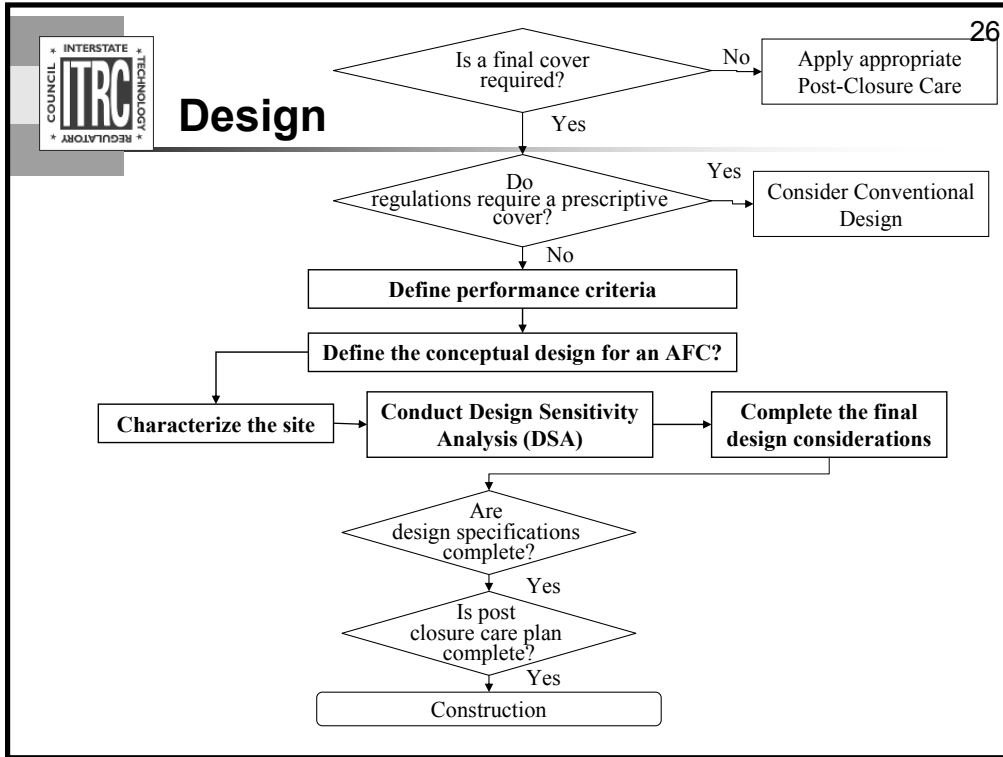 26
INTERSTATE
TECHNOLOGY
REGULATORY
COUNCIL
ITRC
Design
Is a final cover
required?
No
Apply appropriate
Post-Closure Care
Yes
Do
regulations require a prescriptive
cover?
Yes
Consider Conventional
Design
No
Define performance criteria
Define the conceptual design for an AFC?
Characterize the site
Conduct Design Sensitivity
Analysis (DSA)
Complete the final
design considerations
Are
design specifications
complete?
Yes
Is post
closure care plan
complete?
Yes
Construction